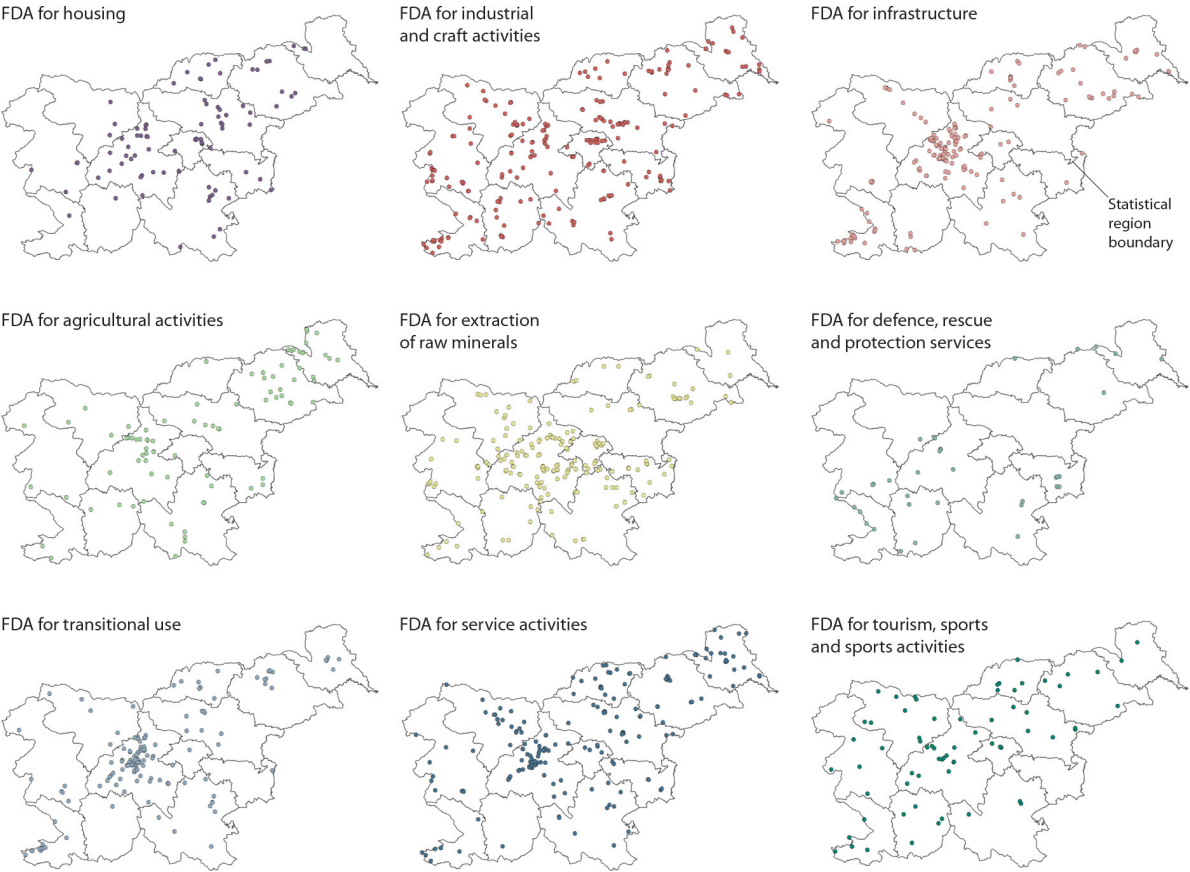 FDA for housing
FDA for industrial
and craft activities
FDA for infrastructure
Statistical
region
boundary
FDA for agricultural activities
FDA for extraction
of raw minerals
FDA for defence, rescue
and protection services
FDA for transitional use
FDA for service activities
FDA for tourism, sports
and sports activities